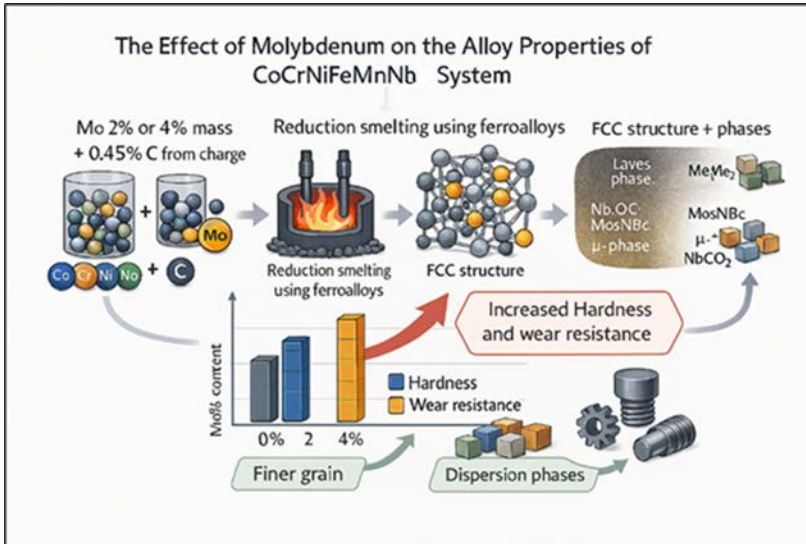 The Effect of Molybdenum on the Alloy Properties of
CoCrNiFeMnNb System
Mo 2% or 4% mass
+ 0.45% C from charge
Reduction smelting using ferroalloys
FCC structure + phases
+
Mo
Co Cr Ni No + C
Reduction smelting
using ferroalloys
FCC structure
Laves
phase.
Nb.OC
MosNBc
μ-phase
MosNBc
μ-+
NbCO₂
Increased Hardness
and wear resistance
Mo% content
Hardness
Wear resistance
0% 2 4%
Finer grain
Dispersion phases